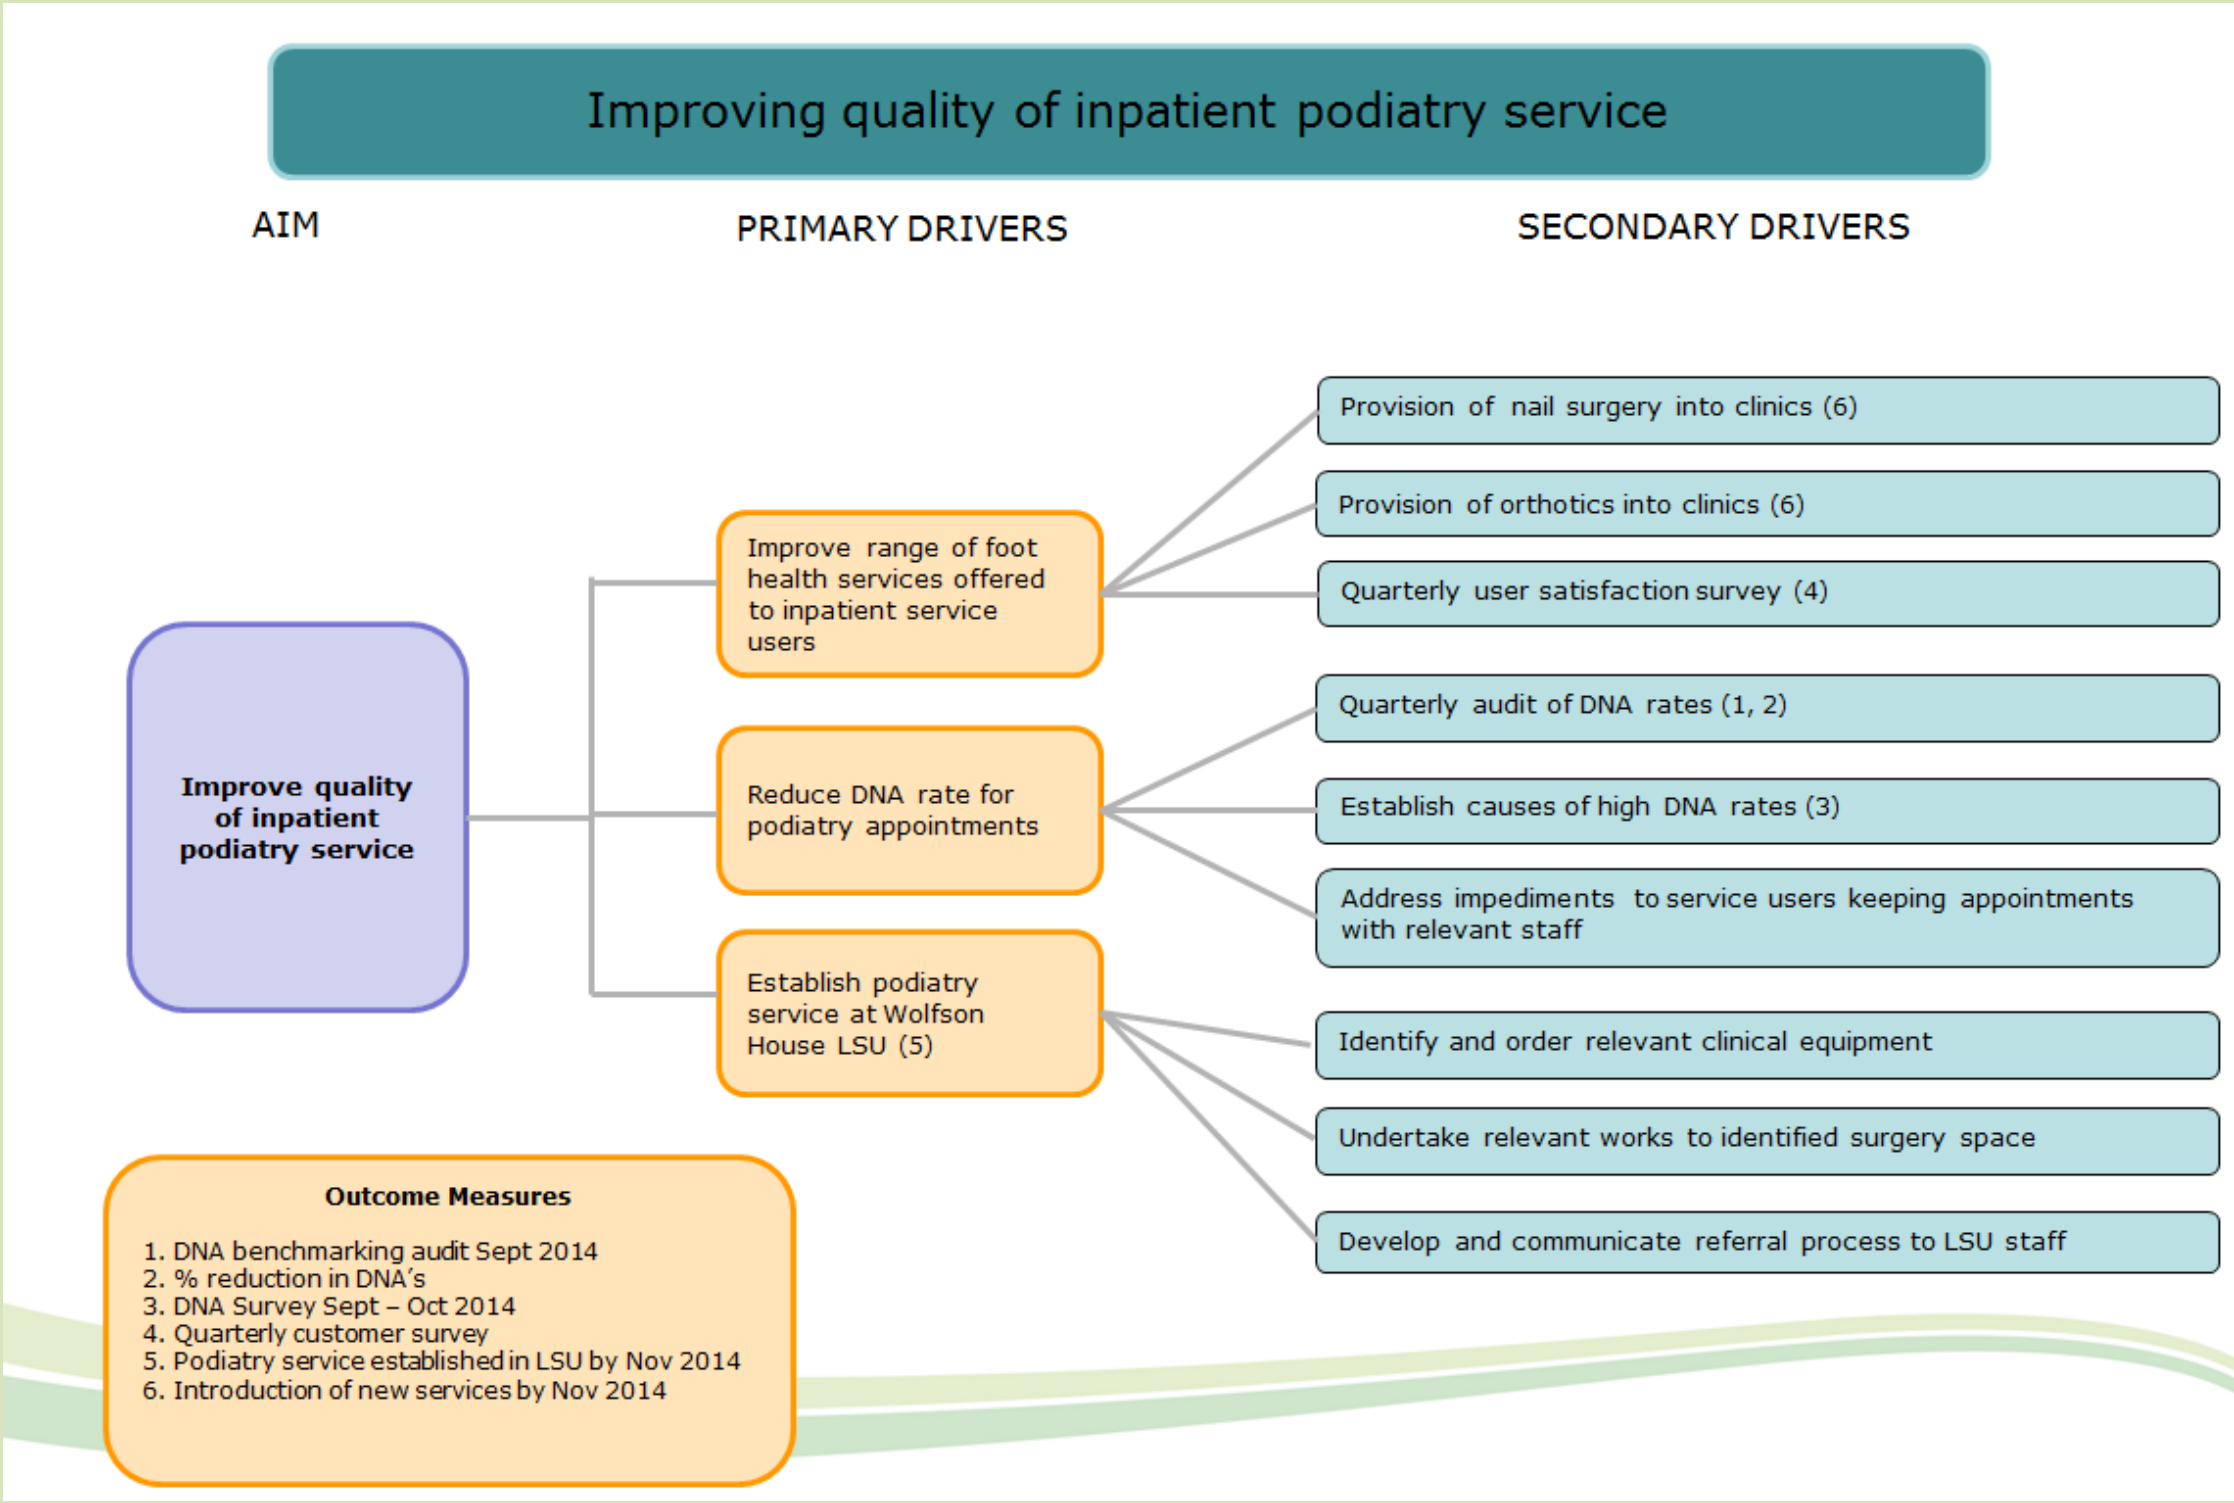 Improving quality of inpatient podiatry service
AIM
PRIMARY DRIVERS
SECONDARY DRIVERS
Improve quality
of inpatient
podiatry service
Improve range of foot
health services offered
to inpatient service
users
Reduce DNA rate for
podiatry appointments
Establish podiatry
service at Wolfson
House LSU (5)
Provision of nail surgery into clinics (6)
Provision of orthotics into clinics (6)
Quarterly user satisfaction survey (4)
Quarterly audit of DNA rates (1, 2)
Establish causes of high DNA rates (3)
Address impediments to service users keeping appointments
with relevant staff
Identify and order relevant clinical equipment
Undertake relevant works to identified surgery space
Develop and communicate referral process to LSU staff
Outcome Measures
1. DNA benchmarking audit Sept 2014
2. % reduction in DNA's
3. DNA Survey Sept – Oct 2014
4. Quarterly customer survey
5. Podiatry service established in LSU by Nov 2014
6. Introduction of new services by Nov 2014